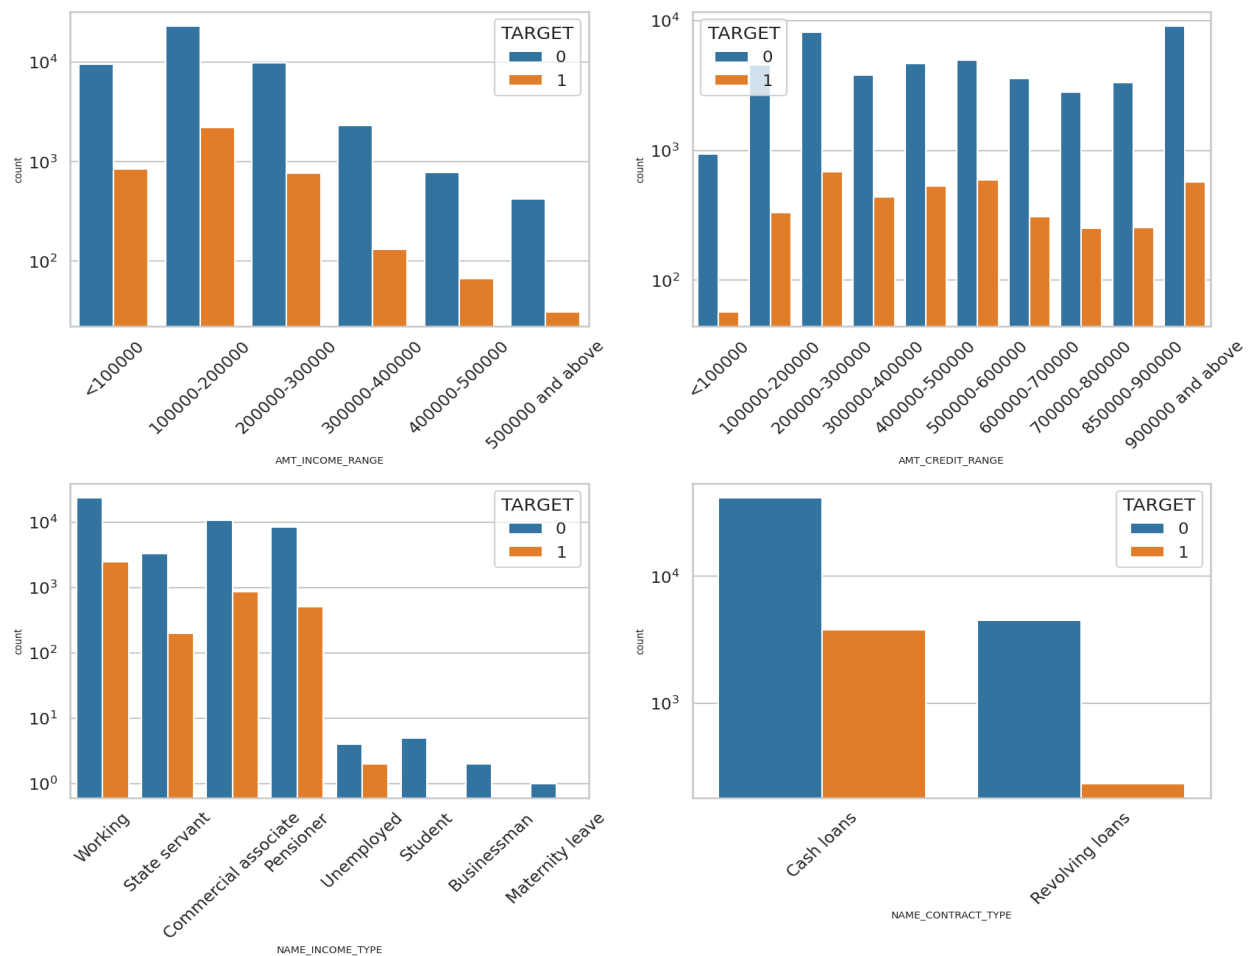 TARGET
0
1
10^4
10^3
10^2
count
<100000
100000-200000
200000-300000
300000-400000
400000-500000
500000 and above
AMT_INCOME_RANGE
TARGET
0
1
10^4
10^3
10^2
count
<100000
100000-200000
200000-300000
300000-400000
400000-500000
500000-600000
600000-700000
700000-800000
850000-900000
900000 and above
AMT_CREDIT_RANGE
TARGET
0
1
10^4
10^3
10^2
10^1
10^0
count
Working
State servant
Commercial associate
Pensioner
Unemployed
Student
Businessman
Maternity leave
NAME_INCOME_TYPE
TARGET
0
1
10^4
10^3
count
Cash loans
Revolving loans
NAME_CONTRACT_TYPE